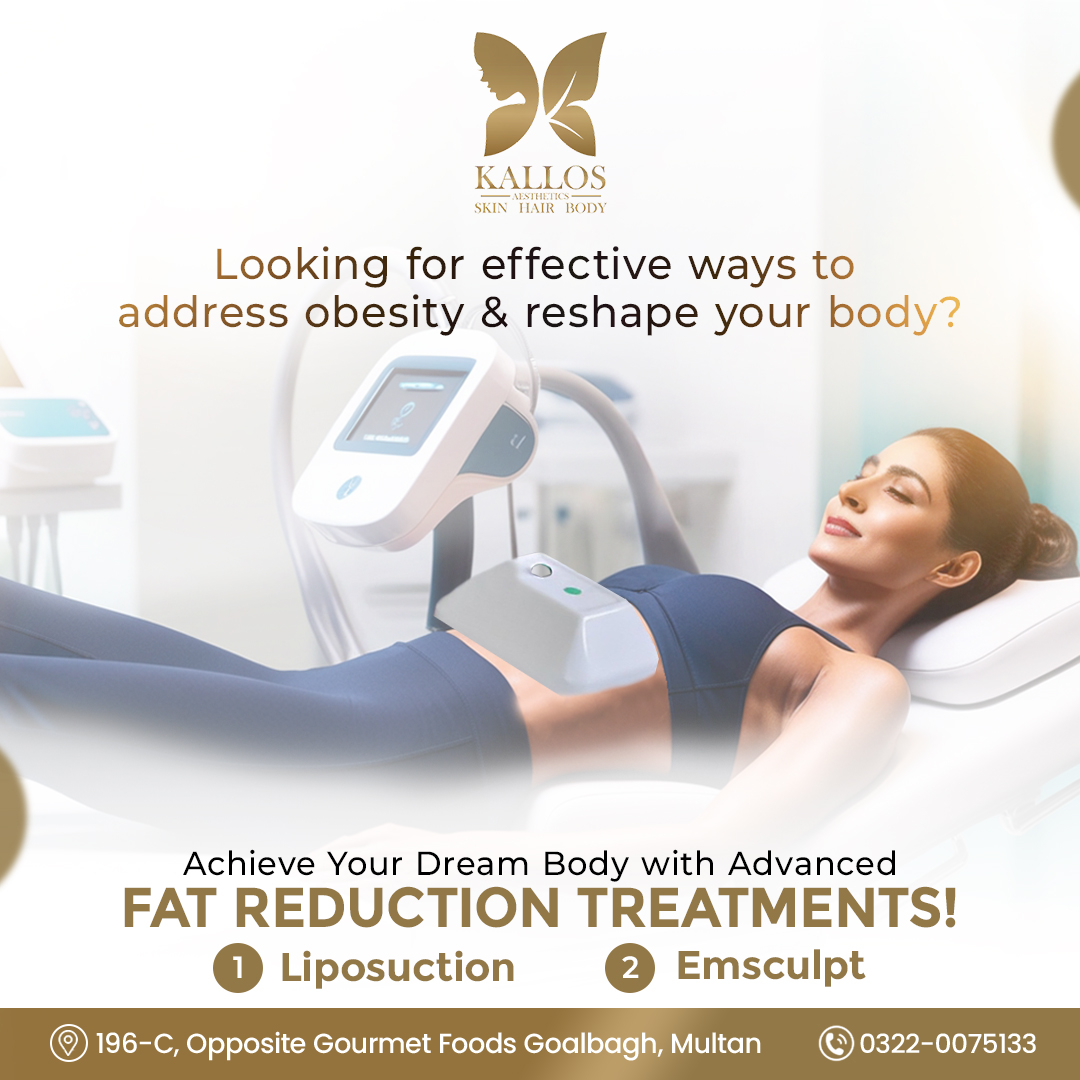 KALLOS
AESTHETICS
SKIN HAIR BODY
Looking for effective ways to
address obesity & reshape your body?
Achieve Your Dream Body with Advanced
FAT REDUCTION TREATMENTS!
1 Liposuction 2 Emsculpt
196-C, Opposite Gourmet Foods Goalbagh, Multan 0322-0075133